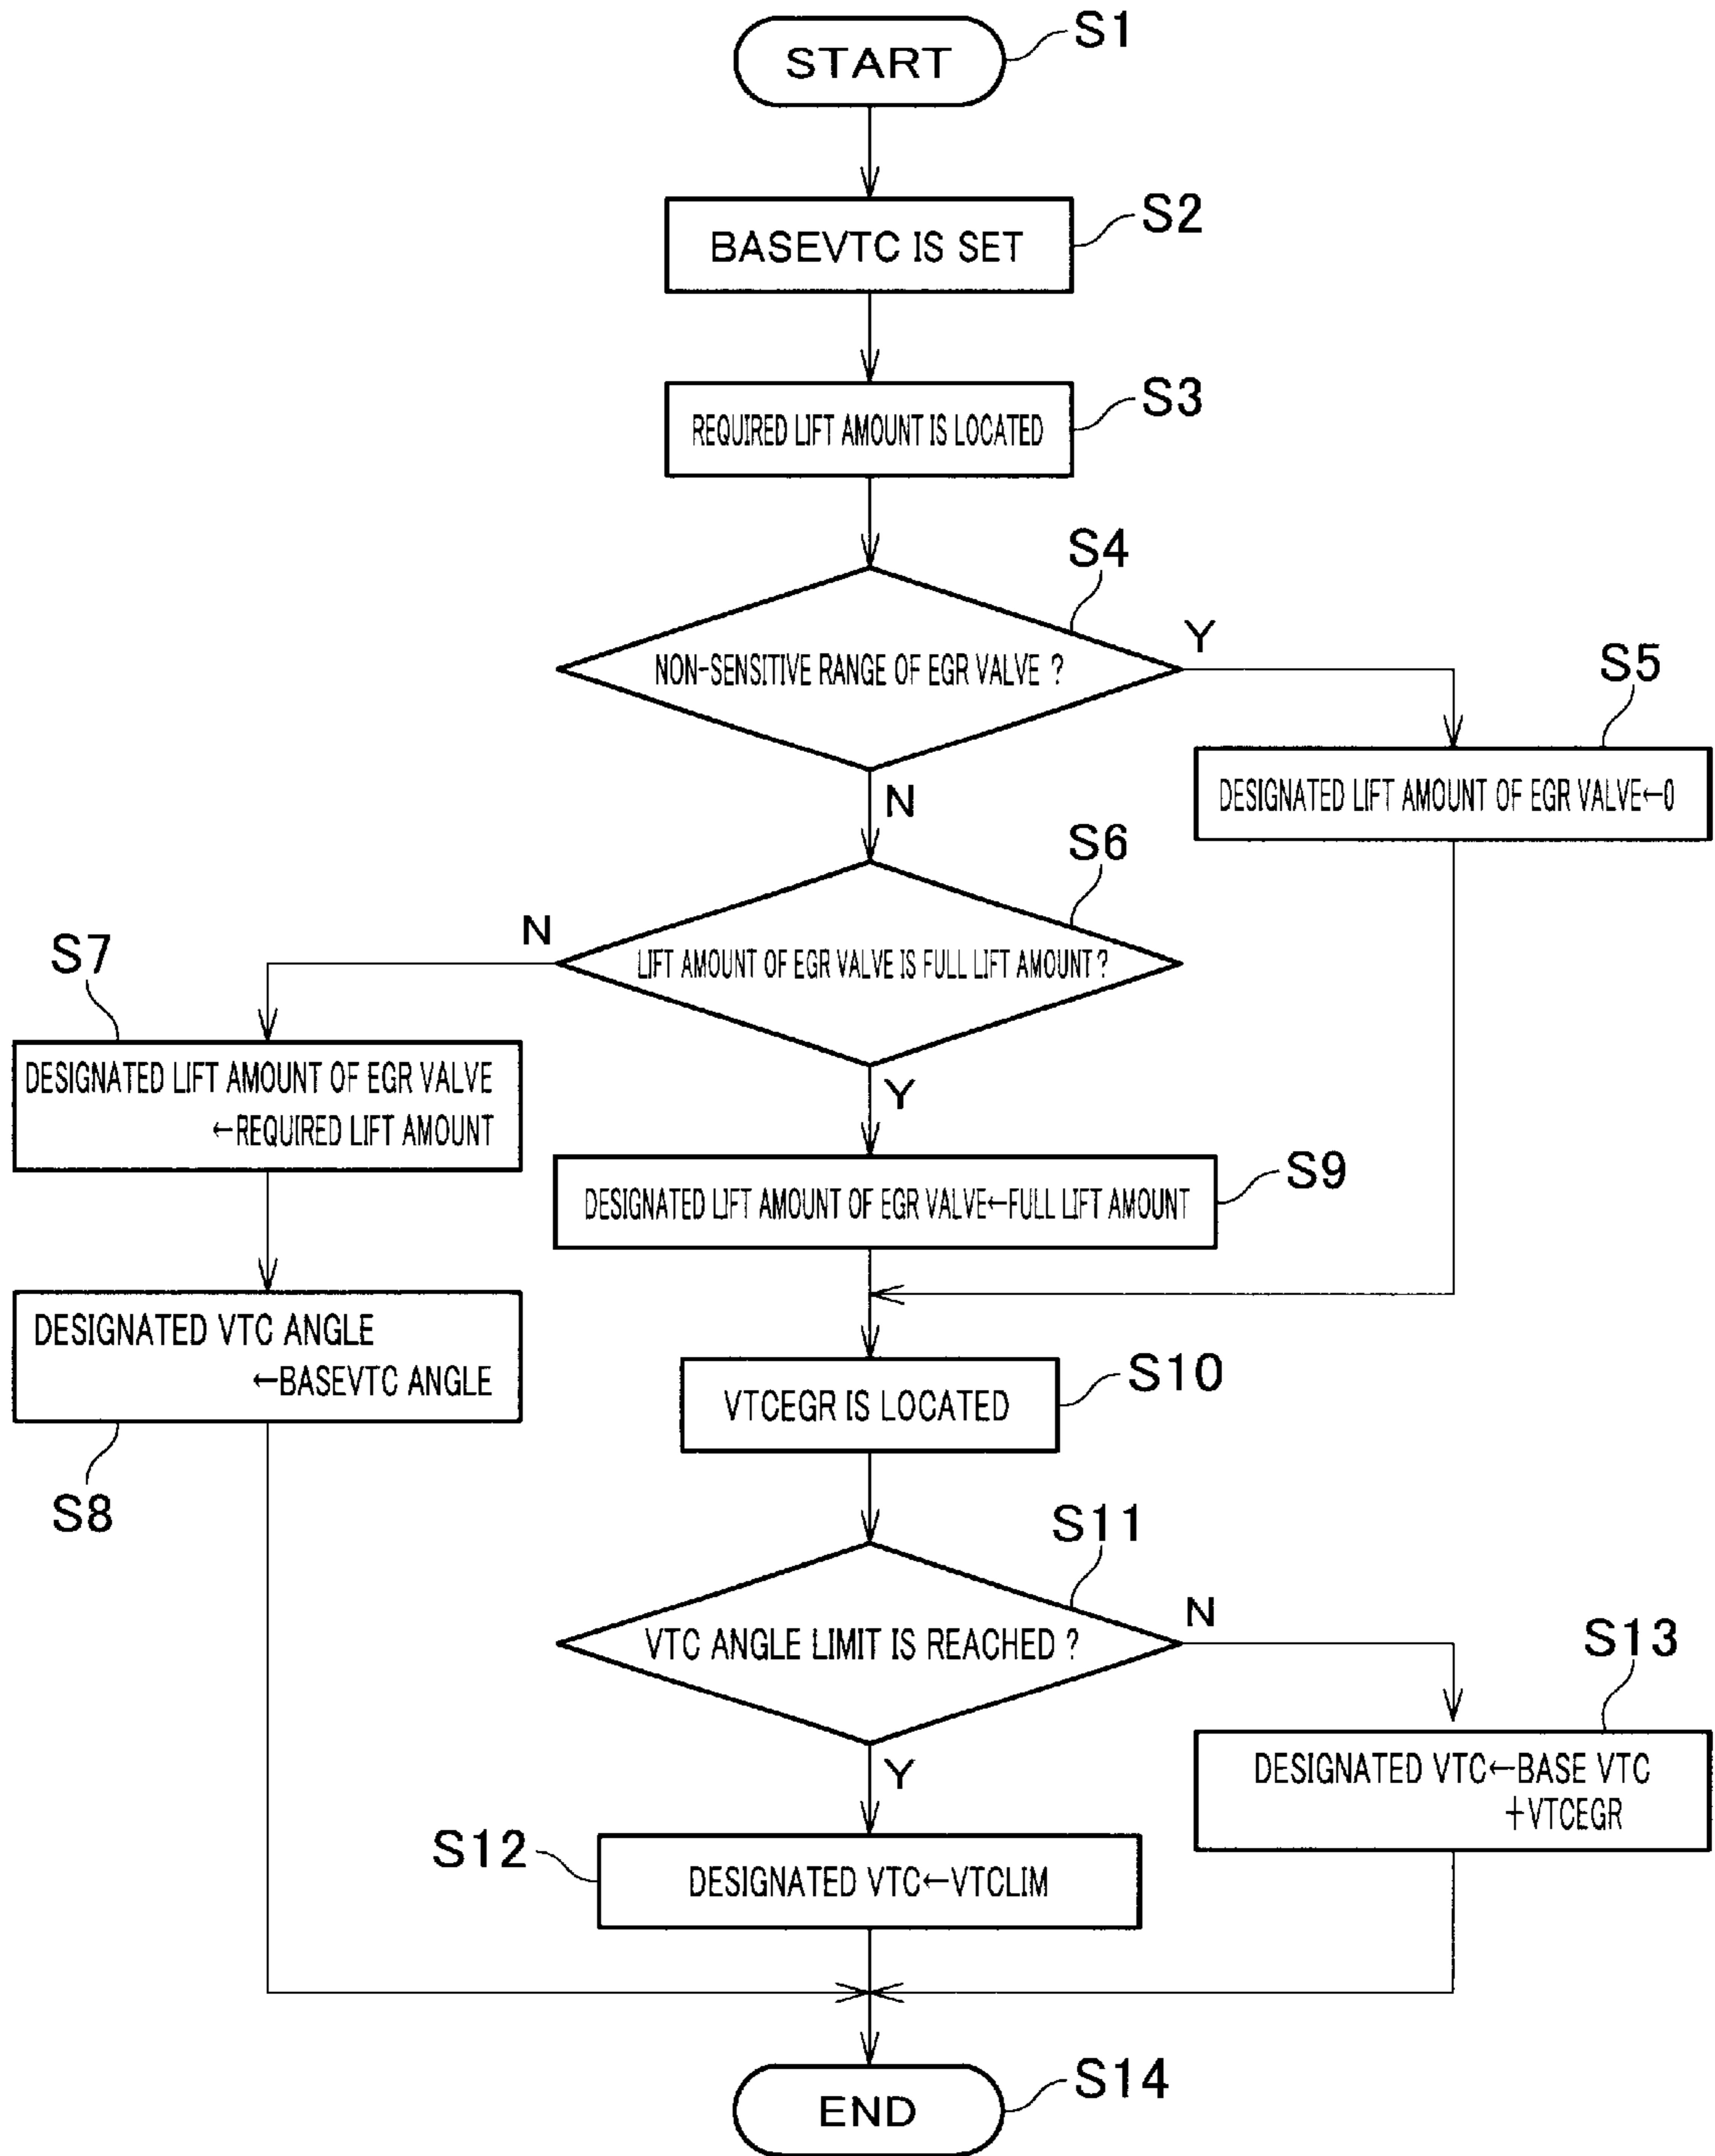 START
S1
BASEVTC IS SET
S2
REQUIRED LIFT AMOUNT IS LOCATED
S3
S4
NON-SENSITIVE RANGE OF EGR VALVE ?
Y
N
S5
DESIGNATED LIFT AMOUNT OF EGR VALVE←0
S6
LIFT AMOUNT OF EGR VALVE IS FULL LIFT AMOUNT ?
N
Y
S7
DESIGNATED LIFT AMOUNT OF EGR VALVE
←REQUIRED LIFT AMOUNT
S9
DESIGNATED LIFT AMOUNT OF EGR VALVE←FULL LIFT AMOUNT
DESIGNATED VTC ANGLE
←BASEVTC ANGLE
S8
VTCEGR IS LOCATED
S10
S11
VTC ANGLE LIMIT IS REACHED ?
N
Y
S13
DESIGNATED VTC←BASE VTC
+VTCEGR
S12
DESIGNATED VTC←VTCLIM
END
S14